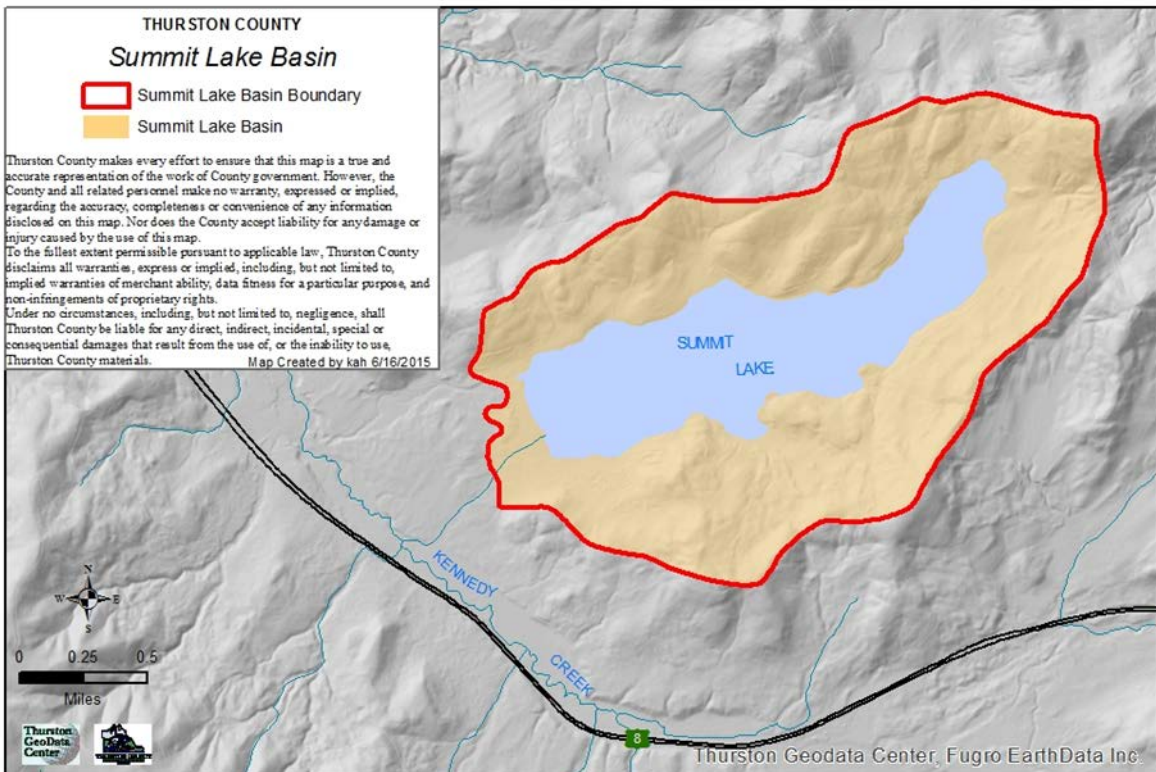 THURSTON COUNTY
Summit Lake Basin
Summit Lake Basin Boundary
Summit Lake Basin
Thurston County makes every effort to ensure that this map is a true and
accurate representation of the work of County government. However, the
County and all related personnel make no warranty, expressed or implied,
regarding the accuracy, completeness or convenience of any information
disclosed on this map. Nor does the County accept liability for any damage or
injury caused by the use of this map.
To the fullest extent permissible pursuant to applicable law, Thurston County
disclaims all warranties, express or implied, including, but not limited to,
implied warranties of merchant ability, data fitness for a particular purpose, and
non-infringements of proprietary rights.
Under no circumstances, including, but not limited to, negligence, shall
Thurston County be liable for any direct, indirect, incidental, special or
consequential damages that result from the use of, or the inability to use,
Thurston County materials.
Map Created by kah 6/16/2015
SUMMIT
LAKE
KENNEDY
CREEK
8
N
W E
S
0 0.25 0.5
Miles
Thurston
GeoData
Center
Thurston Geodata Center, Fugro EarthData Inc.